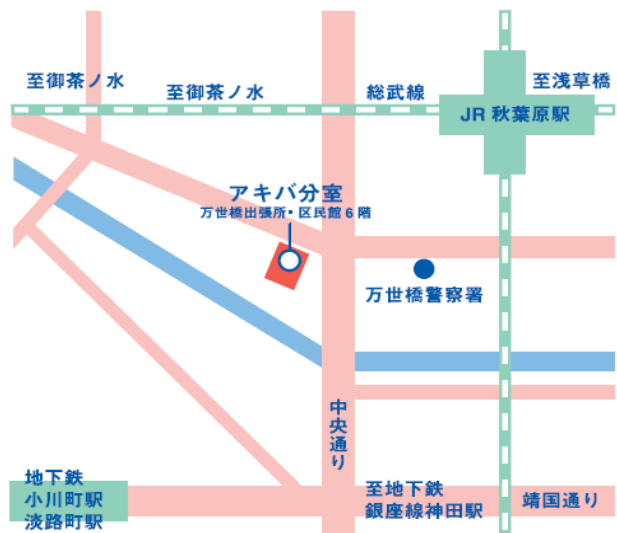 至御茶ノ水
至御茶ノ水
総武線
至浅草橋
JR 秋葉原駅
アキバ分室
万世橋出張所・区民館6階
万世橋警察署
中央通り
地下鉄
小川町駅
淡路町駅
至地下鉄
銀座線神田駅
靖国通り